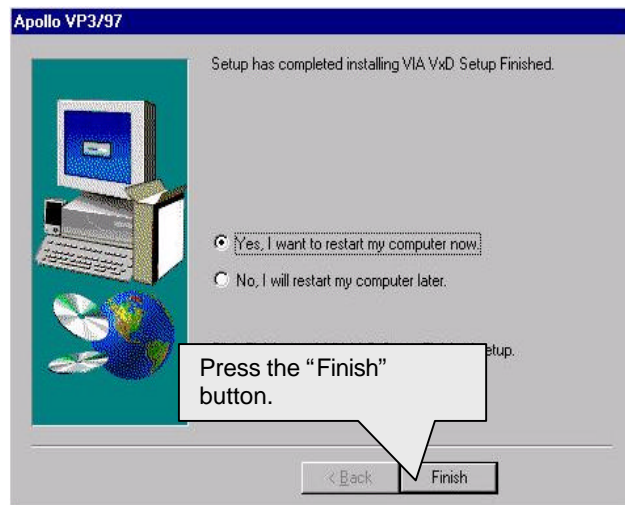 Apollo VP3/97
Setup has completed installing VIA VxD Setup Finished.
Yes, I want to restart my computer now.
No, I will restart my computer later.
etup.
Press the “Finish”
button.
< Back
Finish